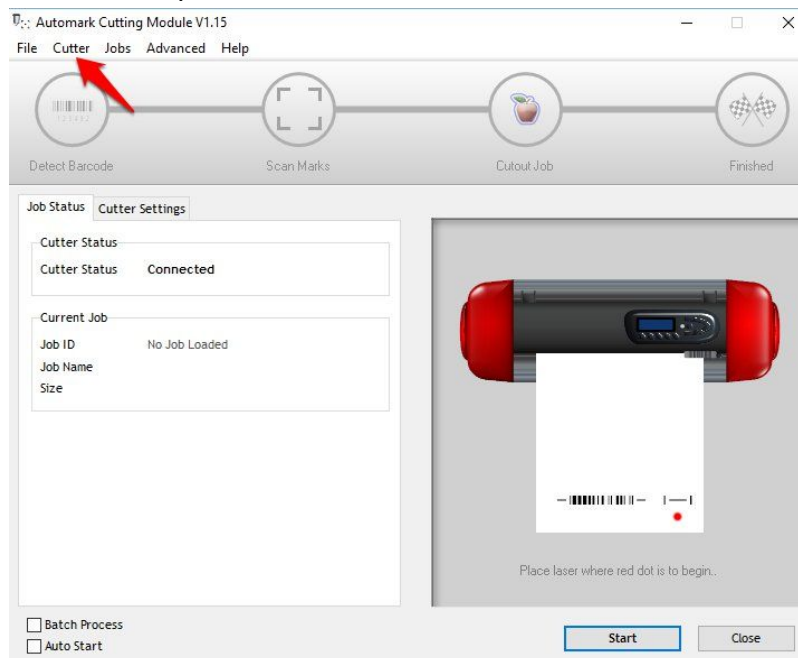 Automark Cutting Module V1.15
File Cutter Jobs Advanced Help
123452
Detect Barcode Scan Marks Cutout Job Finished
Job Status Cutter Settings
Cutter Status
Cutter Status Connected
Current Job
Job ID No Job Loaded
Job Name
Size
Place laser where red dot is to begin..
Batch Process
Auto Start
Start Close